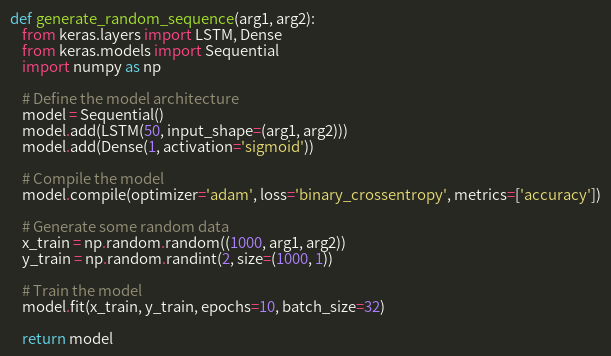 def generate_random_sequence(arg1, arg2):
    from keras.layers import LSTM, Dense
    from keras.models import Sequential
    import numpy as np

    # Define the model architecture
    model = Sequential()
    model.add(LSTM(50, input_shape=(arg1, arg2)))
    model.add(Dense(1, activation='sigmoid'))

    # Compile the model
    model.compile(optimizer='adam', loss='binary_crossentropy', metrics=['accuracy'])

    # Generate some random data
    x_train = np.random.random((1000, arg1, arg2))
    y_train = np.random.randint(2, size=(1000, 1))

    # Train the model
    model.fit(x_train, y_train, epochs=10, batch_size=32)

    return model